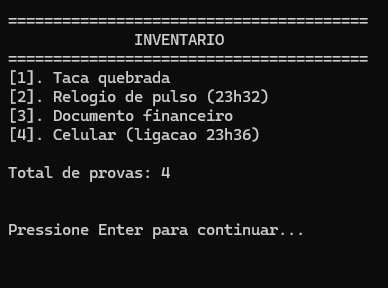 ========================================
INVENTARIO
========================================
[1]. Taca quebrada
[2]. Relogio de pulso (23h32)
[3]. Documento financeiro
[4]. Celular (ligacao 23h36)
Total de provas: 4
Pressione Enter para continuar...